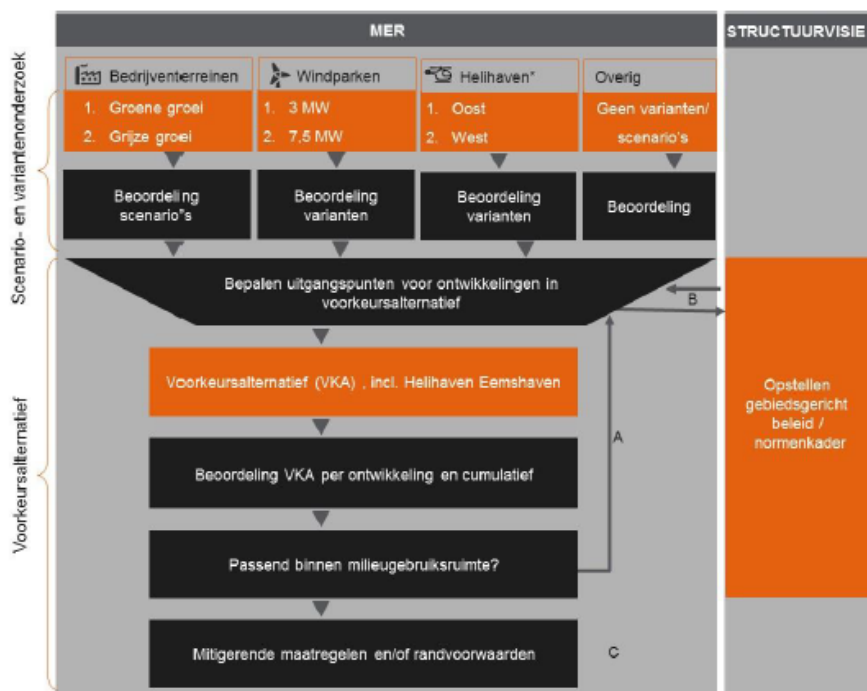 MER
STRUCTUURVISIE
Scenario- en variantenonderzoek
Bedrijventerreinen
Windparken
Helihaven*
Overig
1. Groene groei
2. Grijze groei
1. 3 MW
2. 7,5 MW
1. Oost
2. West
Geen varianten/
scenario's
Beoordeling
scenario"s
Beoordeling
varianten
Beoordeling
varianten
Beoordeling
Voorkeursalternatief
Bepalen uitgangspunten voor ontwikkelingen in
voorkeursalternatief
B
Voorkeursalternatief (VKA) , incl. Helihaven Eemshaven
Opstellen
gebiedsgericht
beleid /
normenkader
A
Beoordeling VKA per ontwikkeling en cumulatief
Passend binnen milieugebruiksruimte?
Mitigerende maatregelen en/of randvoorwaarden
C